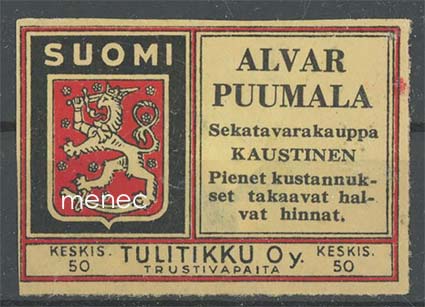 SUOMI
menec
ALVAR
PUUMALA
Sekatavarakauppa
KAUSTINEN
Pienet kustannuk-
set takaavat hal-
vat hinnat.
KESKIS.
50
TULITIKKU Oy.
TRUSTIVAPAITA
KESKIS.
50